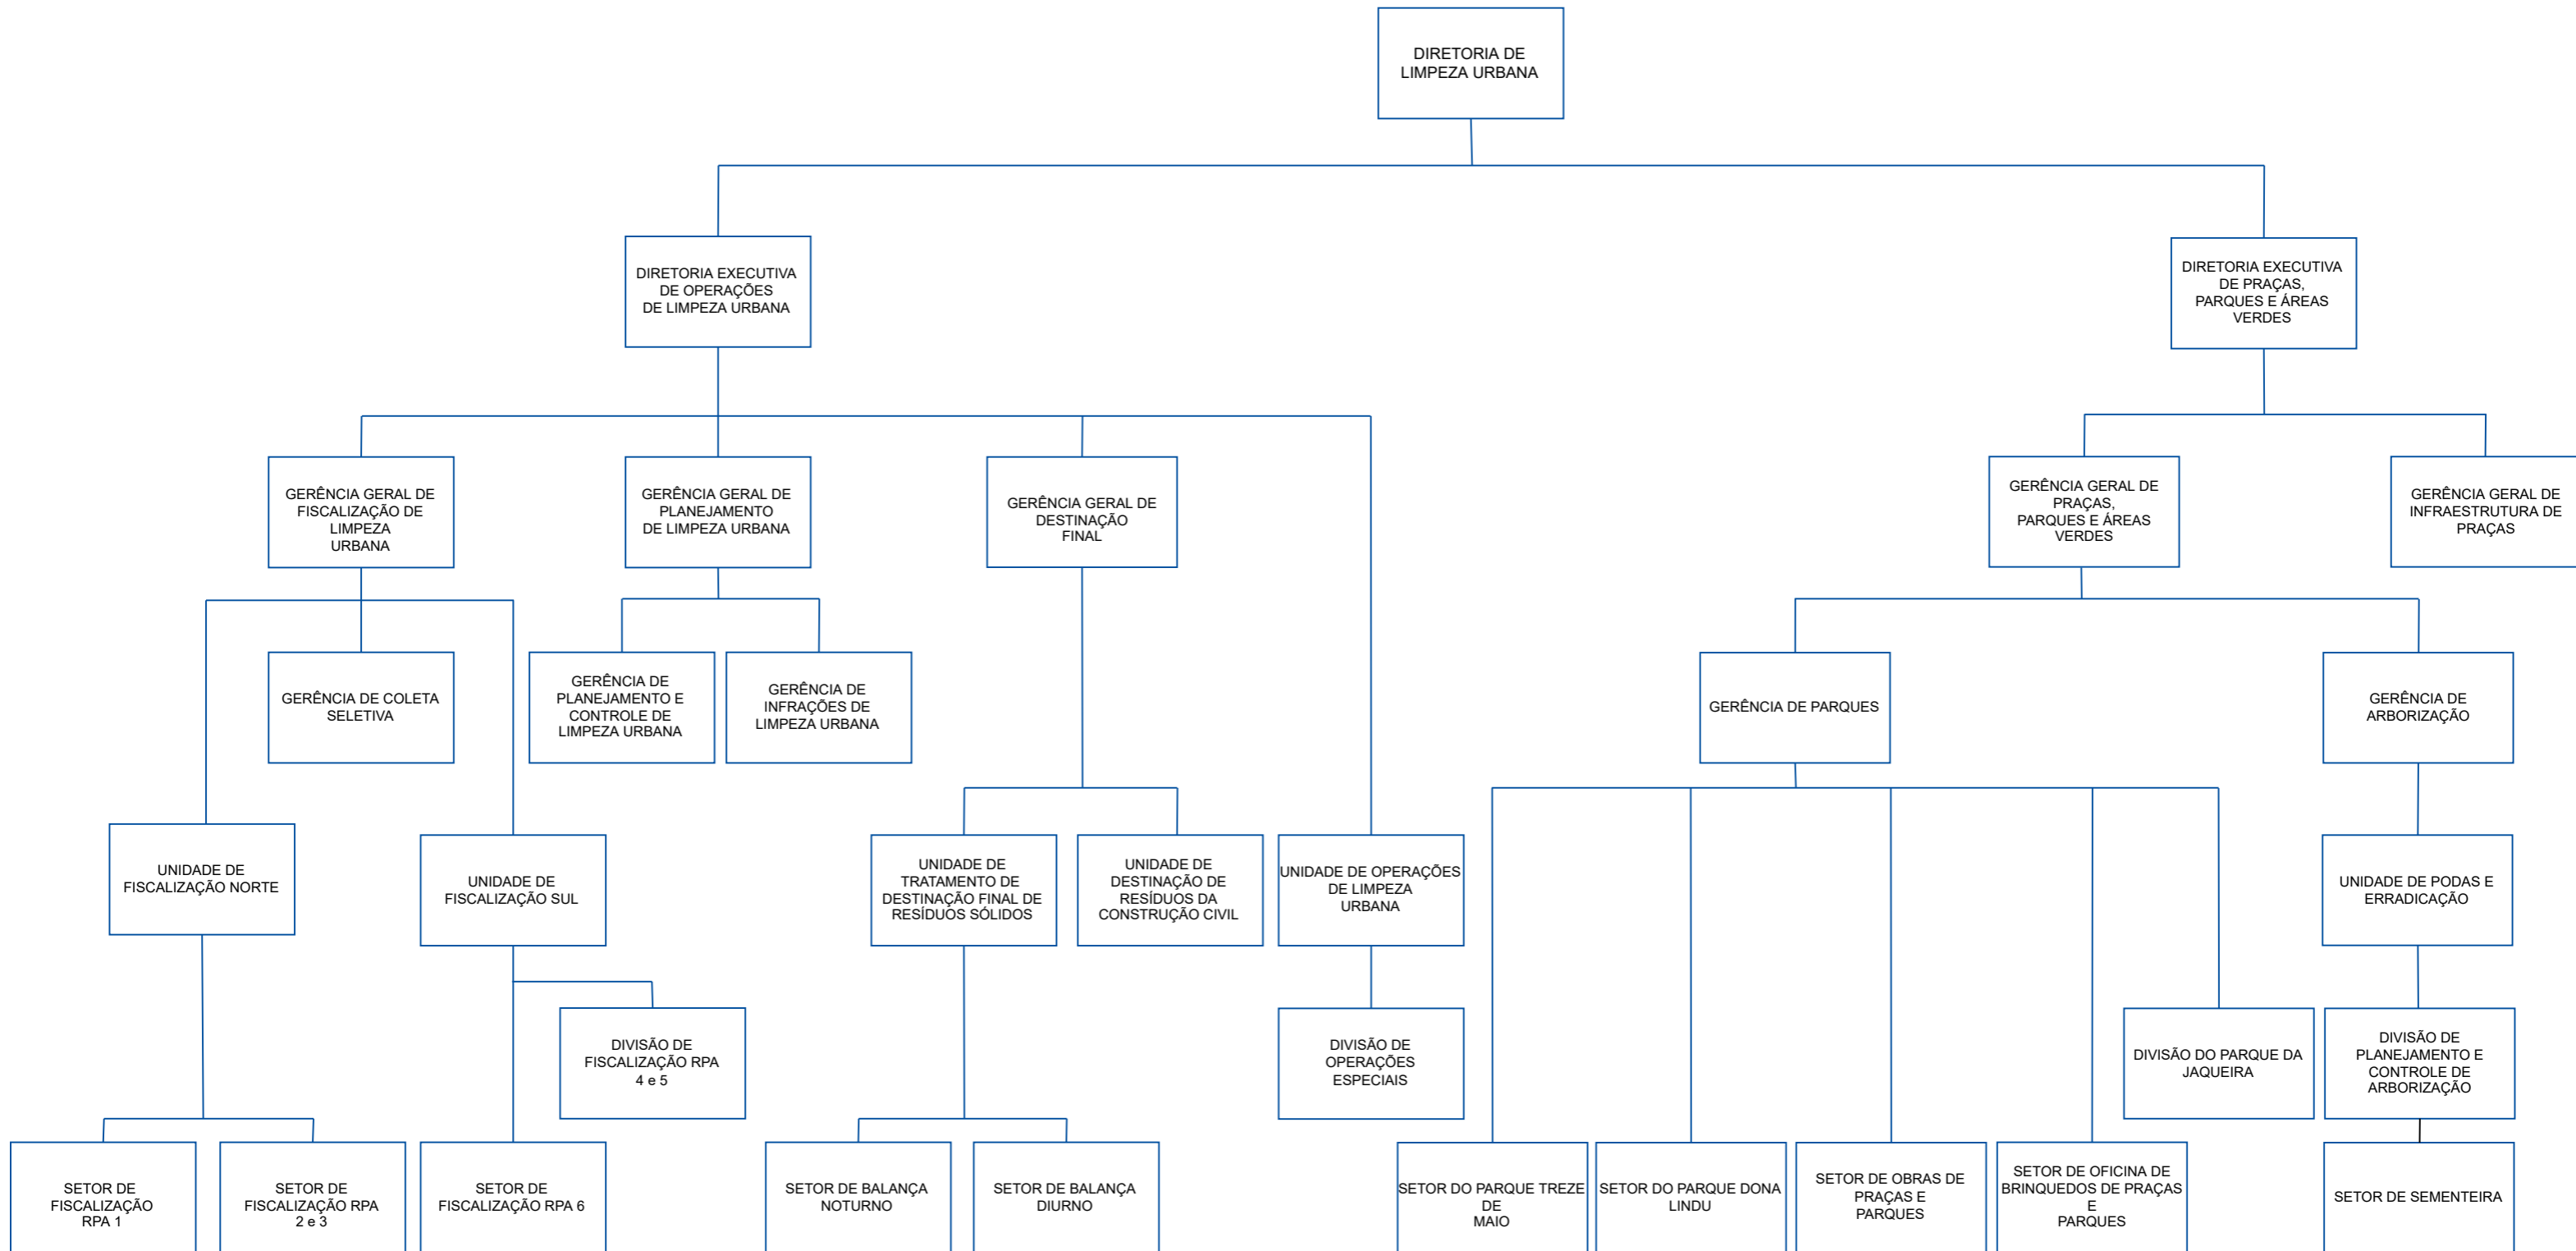 DIRETORIA DE
LIMPEZA URBANA
DIRETORIA EXECUTIVA
DE OPERAÇÕES
DE LIMPEZA URBANA
DIRETORIA EXECUTIVA
DE PRAÇAS,
PARQUES E ÁREAS
VERDES
GERÊNCIA GERAL DE
FISCALIZAÇÃO DE
LIMPEZA
URBANA
GERÊNCIA GERAL DE
PLANEJAMENTO
DE LIMPEZA URBANA
GERÊNCIA GERAL DE
DESTINAÇÃO
FINAL
GERÊNCIA GERAL DE
PRAÇAS,
PARQUES E ÁREAS
VERDES
GERÊNCIA GERAL DE
INFRAESTRUTURA DE
PRAÇAS
GERÊNCIA DE COLETA
SELETIVA
GERÊNCIA DE
PLANEJAMENTO E
CONTROLE DE
LIMPEZA URBANA
GERÊNCIA DE
INFRAÇÕES DE
LIMPEZA URBANA
GERÊNCIA DE PARQUES
GERÊNCIA DE
ARBORIZAÇÃO
UNIDADE DE
FISCALIZAÇÃO NORTE
UNIDADE DE
FISCALIZAÇÃO SUL
UNIDADE DE
TRATAMENTO DE
DESTINAÇÃO FINAL DE
RESÍDUOS SÓLIDOS
UNIDADE DE
DESTINAÇÃO DE
RESÍDUOS DA
CONSTRUÇÃO CIVIL
UNIDADE DE OPERAÇÕES
DE LIMPEZA
URBANA
UNIDADE DE PODAS E
ERRADICAÇÃO
DIVISÃO DE
FISCALIZAÇÃO RPA
4 e 5
DIVISÃO DE
OPERAÇÕES
ESPECIAIS
DIVISÃO DO PARQUE DA
JAQUEIRA
DIVISÃO DE
PLANEJAMENTO E
CONTROLE DE
ARBORIZAÇÃO
SETOR DE
FISCALIZAÇÃO
RPA 1
SETOR DE
FISCALIZAÇÃO RPA
2 e 3
SETOR DE
FISCALIZAÇÃO RPA 6
SETOR DE BALANÇA
NOTURNO
SETOR DE BALANÇA
DIURNO
SETOR DO PARQUE TREZE
DE
MAIO
SETOR DO PARQUE DONA
LINDU
SETOR DE OBRAS DE
PRAÇAS E
PARQUES
SETOR DE OFICINA DE
BRINQUEDOS DE PRAÇAS
E
PARQUES
SETOR DE SEMENTEIRA